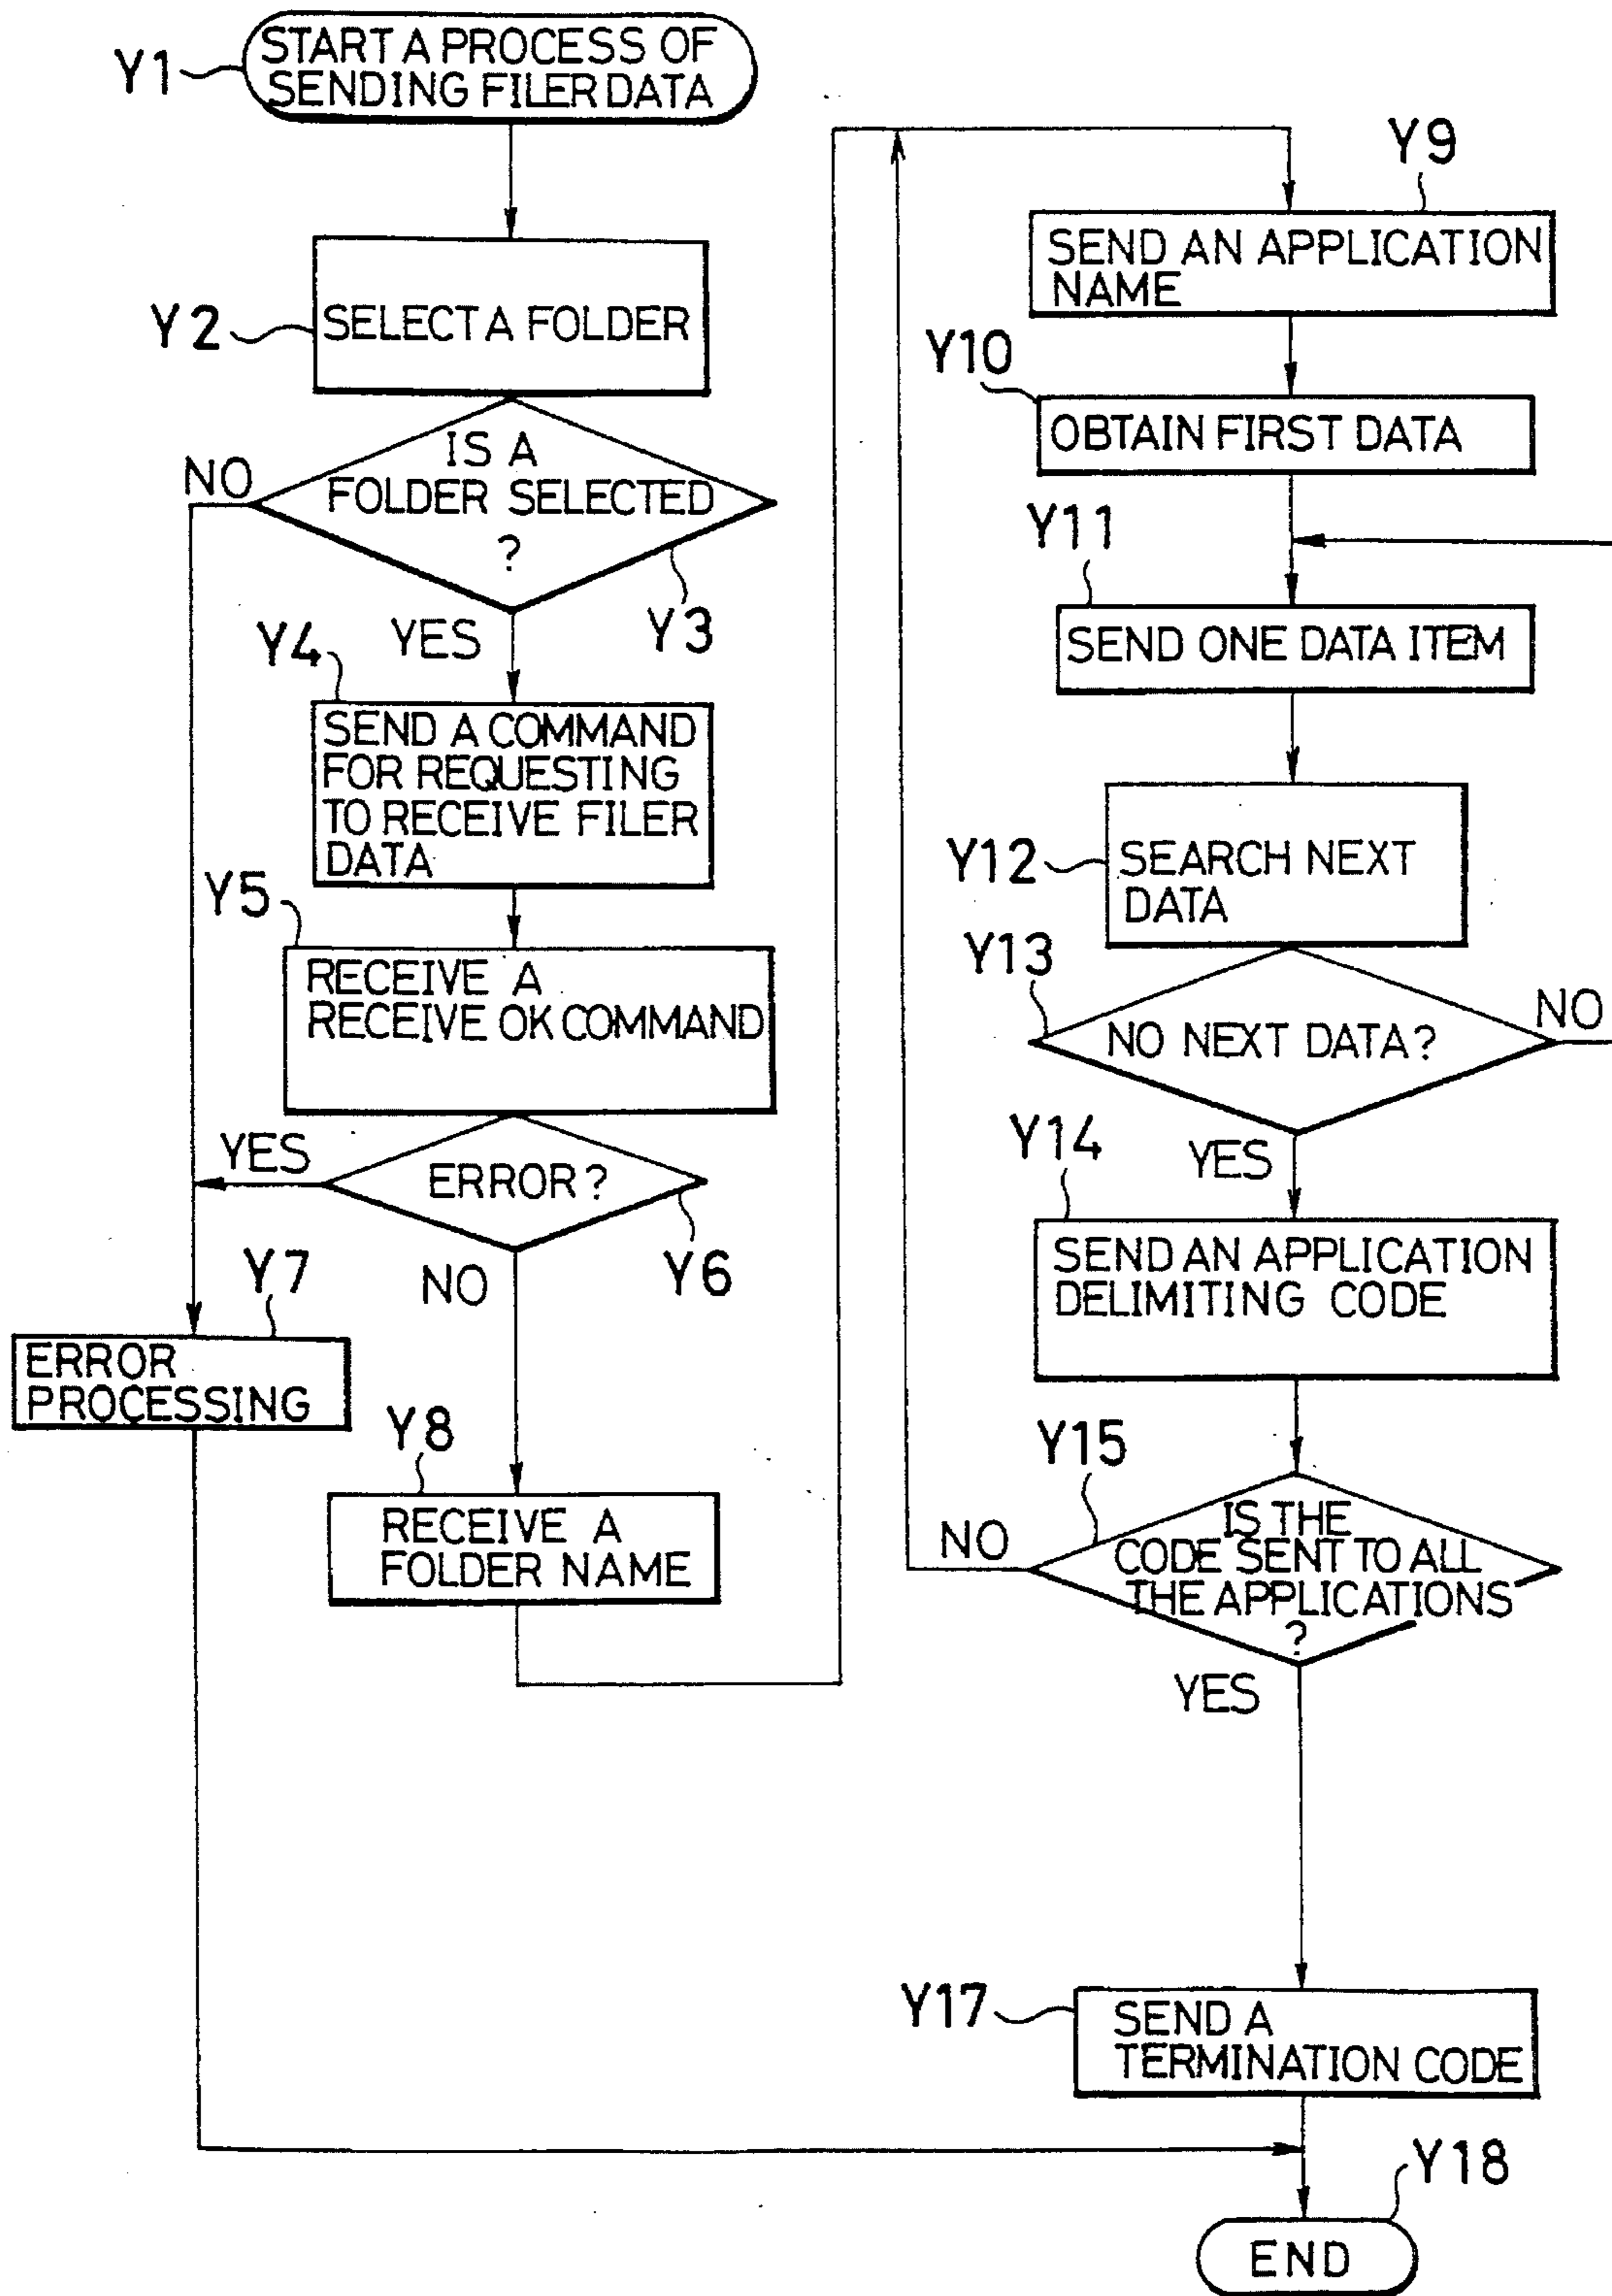 Y1
START A PROCESS OF
SENDING FILER DATA
Y2
SELECT A FOLDER
IS A
FOLDER SELECTED
?
NO
Y3
YES
Y4
SEND A COMMAND
FOR REQUESTING
TO RECEIVE FILER
DATA
Y5
RECEIVE A
RECEIVE OK COMMAND
YES
ERROR?
Y6
NO
Y7
ERROR
PROCESSING
Y8
RECEIVE A
FOLDER NAME
Y9
SEND AN APPLICATION
NAME
Y10
OBTAIN FIRST DATA
Y11
SEND ONE DATA ITEM
Y12
SEARCH NEXT
DATA
Y13
NO NEXT DATA?
NO
YES
Y14
SEND AN APPLICATION
DELIMITING CODE
Y15
IS THE
CODE SENT TO ALL
THE APPLICATIONS
?
NO
YES
Y17
SEND A
TERMINATION CODE
Y18
END